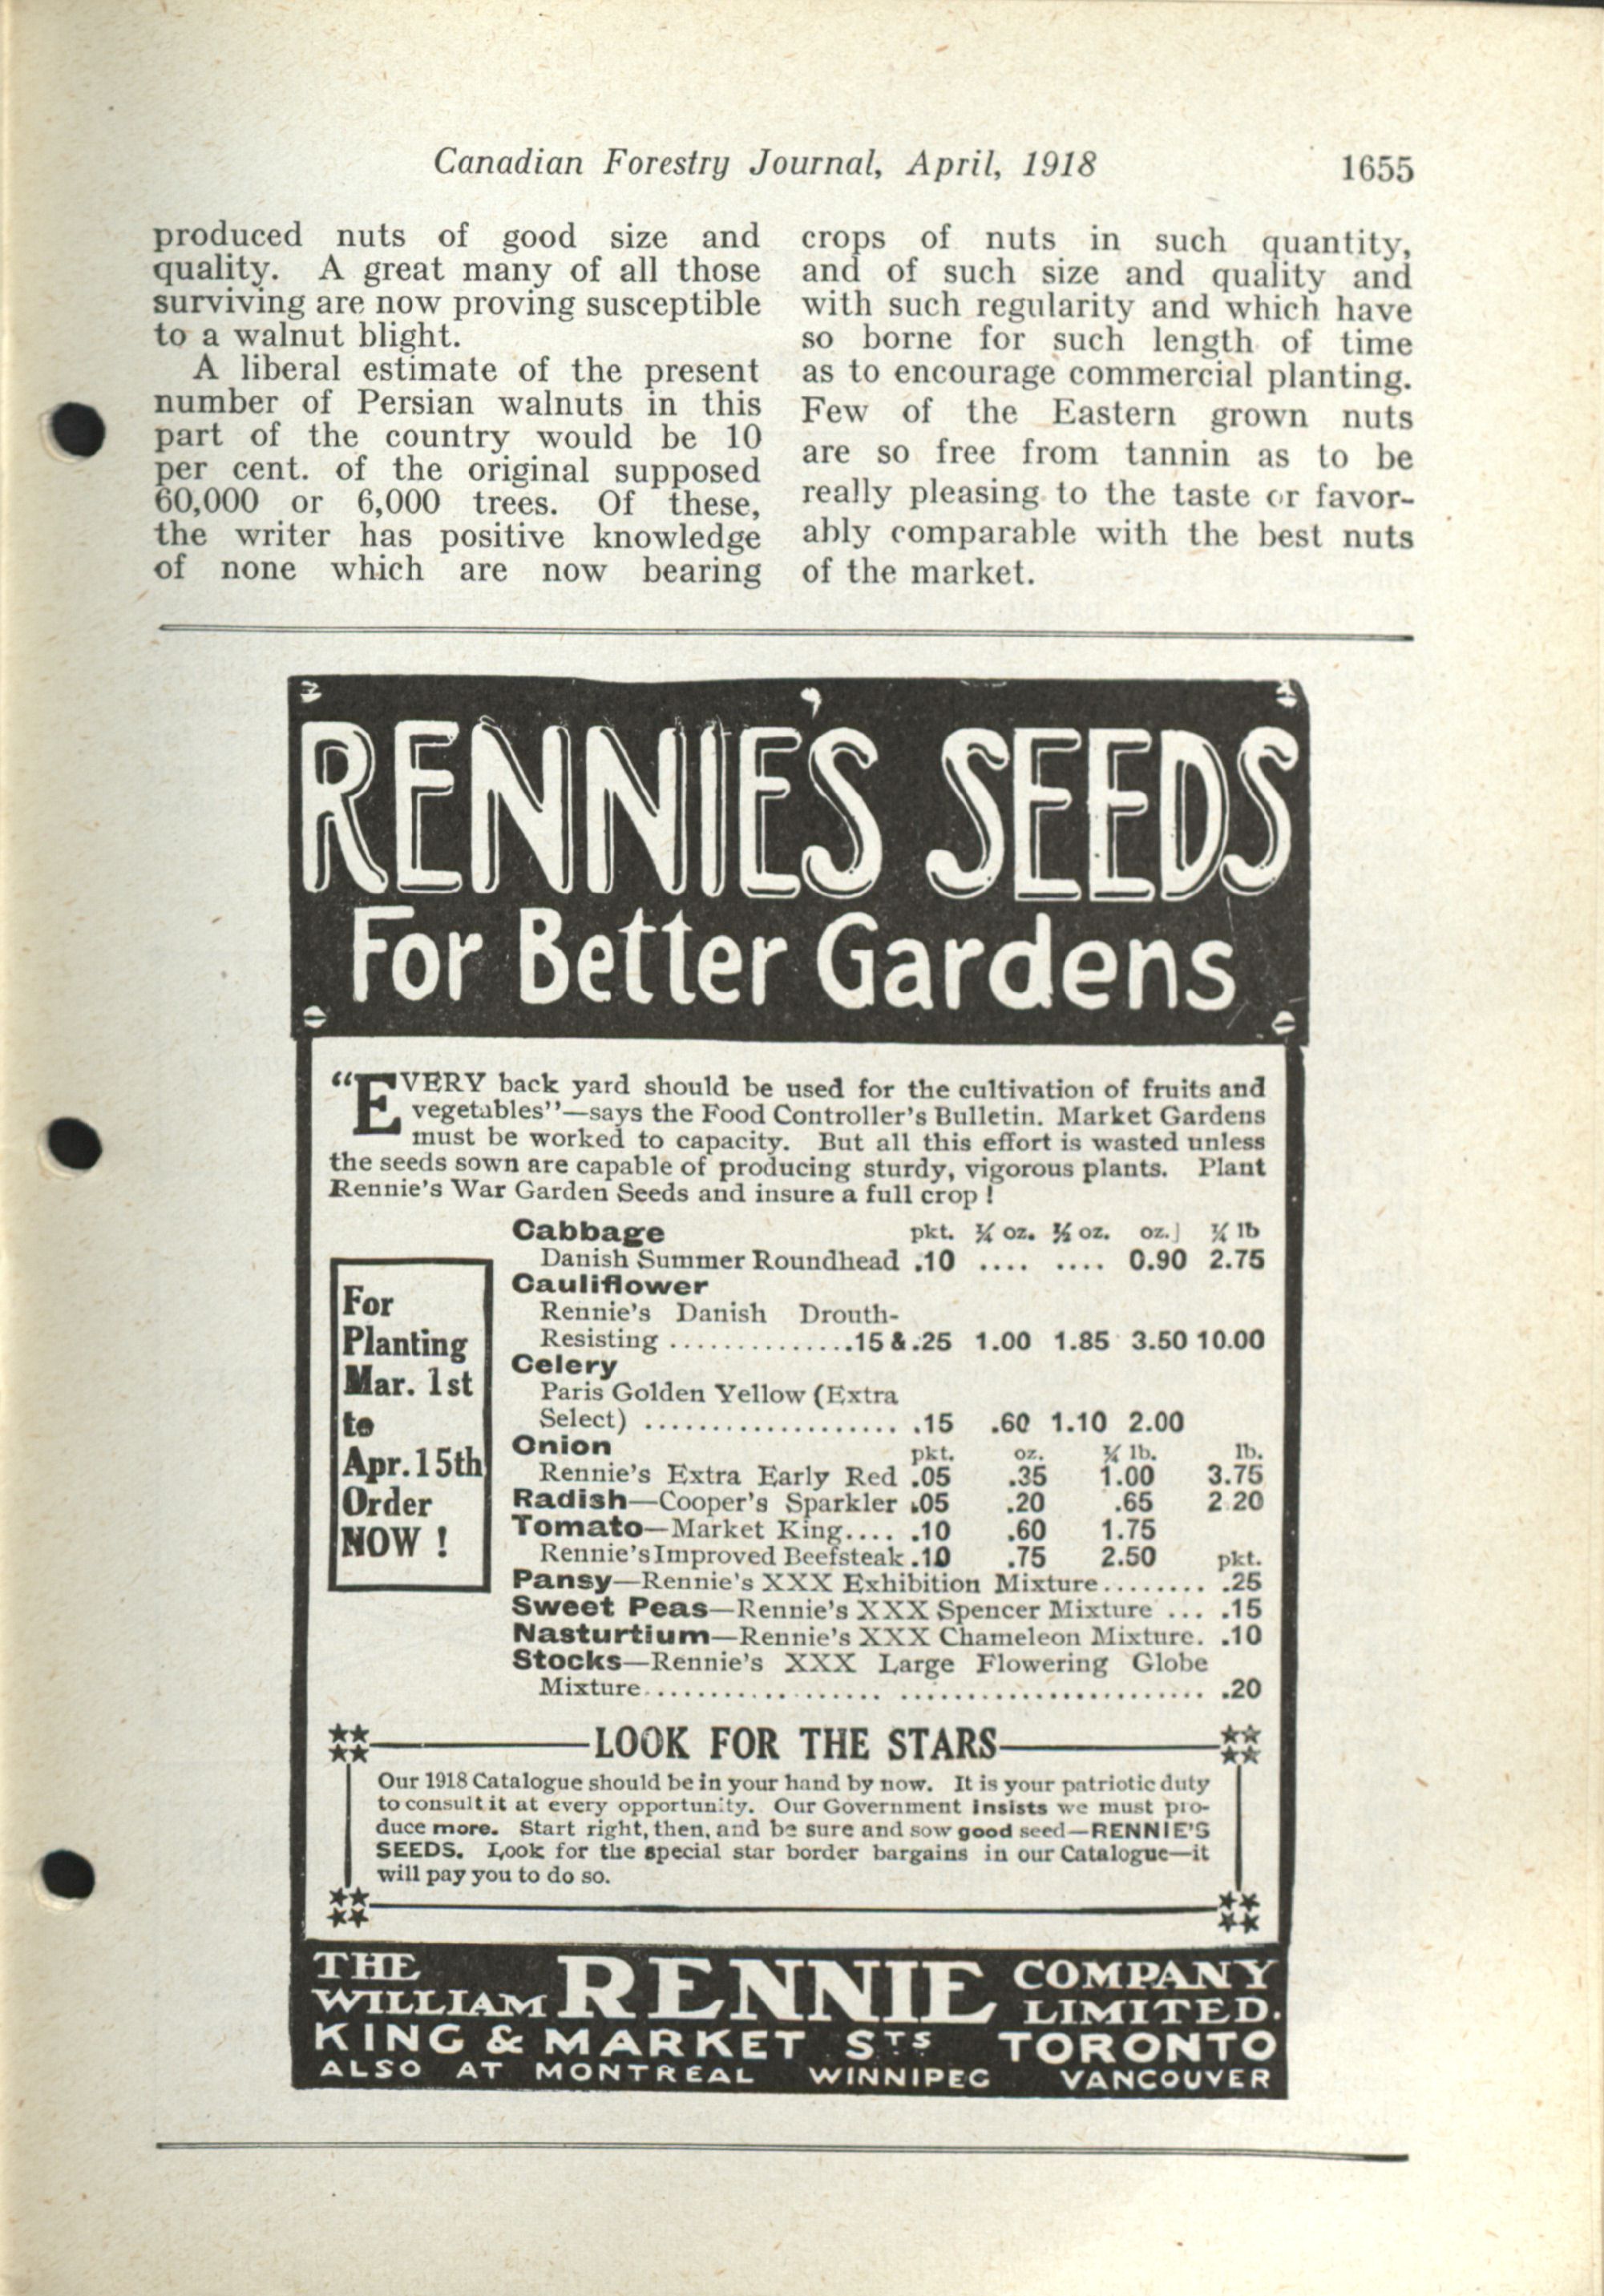 Canadian Forestry Journal, April, 1918 1655
produced nuts of good size and
quality. A great many of all those
surviving are now proving susceptible
to a walnut blight.
A liberal estimate of the present
number of Persian walnuts in this
part of the country would be 10
per cent. of the original supposed
60,000 or 6,000 trees. Of these,
the writer has positive knowledge
of none which are now bearing
crops of nuts in such quantity,
and of such size and quality and
with such regularity and which have
so borne for such length of time
as to encourage commercial planting.
Few of the Eastern grown nuts
are so free from tannin as to be
really pleasing to the taste or favor-
ably comparable with the best nuts
of the market.
RENNIE'S SEEDS
For Better Gardens
"EVERY back yard should be used for the cultivation of fruits and
vegetables"—says the Food Controller's Bulletin. Market Gardens
must be worked to capacity. But all this effort is wasted unless
the seeds sown are capable of producing sturdy, vigorous plants. Plant
Rennie's War Garden Seeds and insure a full crop !
For
Planting
Mar. 1st
to
Apr. 15th
Order
NOW !
Cabbage pkt. ¼ oz. ½ oz. oz.] ¼ lb
Danish Summer Roundhead .10 .... .... 0.90 2.75
Cauliflower
Rennie's Danish Drouth-
Resisting ...............15 & .25 1.00 1.85 3.50 10.00
Celery
Paris Golden Yellow (Extra
Select) .................... .15 .60 1.10 2.00
Onion pkt. oz. ¼ lb. lb.
Rennie's Extra Early Red .05 .35 1.00 3.75
Radish—Cooper's Sparkler .05 .20 .65 2.20
Tomato—Market King.... .10 .60 1.75
Rennie's Improved Beefsteak .10 .75 2.50 pkt.
Pansy—Rennie's XXX Exhibition Mixture........ .25
Sweet Peas—Rennie's XXX Spencer Mixture ... .15
Nasturtium—Rennie's XXX Chameleon Mixture. .10
Stocks—Rennie's XXX Large Flowering Globe
Mixture.......................................... .20
LOOK FOR THE STARS
Our 1918 Catalogue should be in your hand by now. It is your patriotic duty
to consult it at every opportunity. Our Government insists we must pro-
duce more. Start right, then, and be sure and sow good seed—RENNIE'S
SEEDS. Look for the special star border bargains in our Catalogue—it
will pay you to do so.
THE WILLIAM RENNIE COMPANY LIMITED.
KING & MARKET STS TORONTO
ALSO AT MONTREAL WINNIPEG VANCOUVER